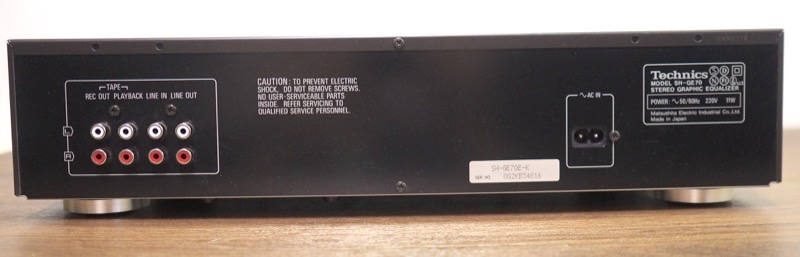 TAPE
REC OUT PLAYBACK LINE IN LINE OUT
L
R
CAUTION: TO PREVENT ELECTRIC
SHOCK, DO NOT REMOVE SCREWS.
NO USER-SERVICEABLE PARTS
INSIDE. REFER SERVICING TO
QUALIFIED SERVICE PERSONNEL.
~ AC IN
SH-GE70E-K
SER. NO.
Technics
S D
N
MODEL SH-GE70
STEREO GRAPHIC EQUALIZER
POWER: ~50/60Hz 220V 11W
Matsushita Electric Industrial Co.,Ltd.
Made in Japan